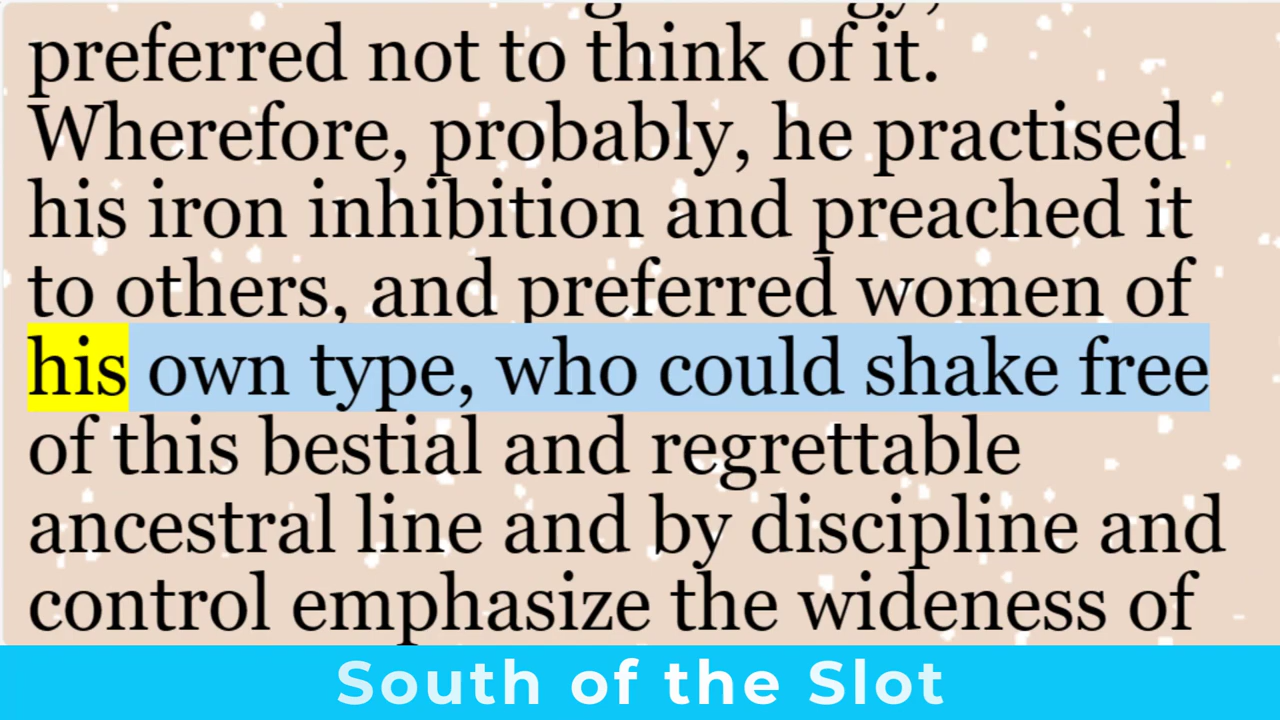 preferred not to think of it.
Wherefore, probably, he practised
his iron inhibition and preached it
to others, and preferred women of
his own type, who could shake free
of this bestial and regrettable
ancestral line and by discipline and
control emphasize the wideness of
South of the Slot